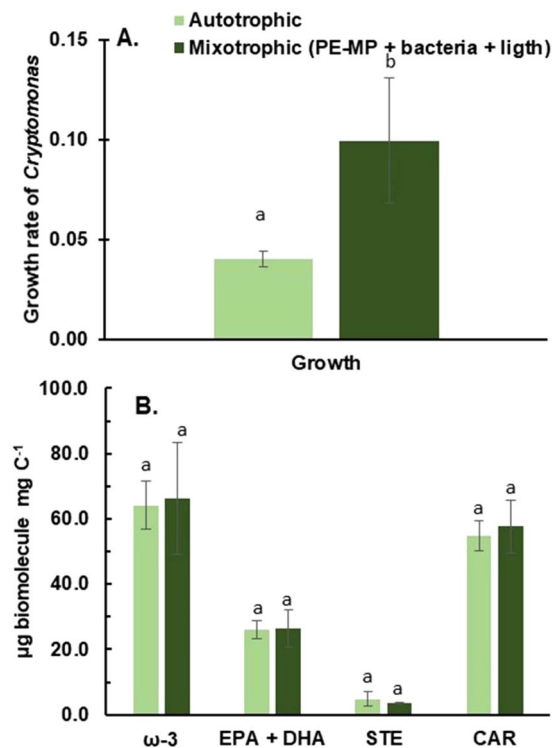 Autotrophic
Mixotrophic (PE-MP + bacteria + ligth)
A.
Growth rate of Cryptomonas
0.15
0.10
0.05
0.00
a
b
Growth
B.
µg biomolecule mg C-1
100.0
80.0
60.0
40.0
20.0
0.0
a a
a a
a a
a a
ω-3 EPA + DHA STE CAR